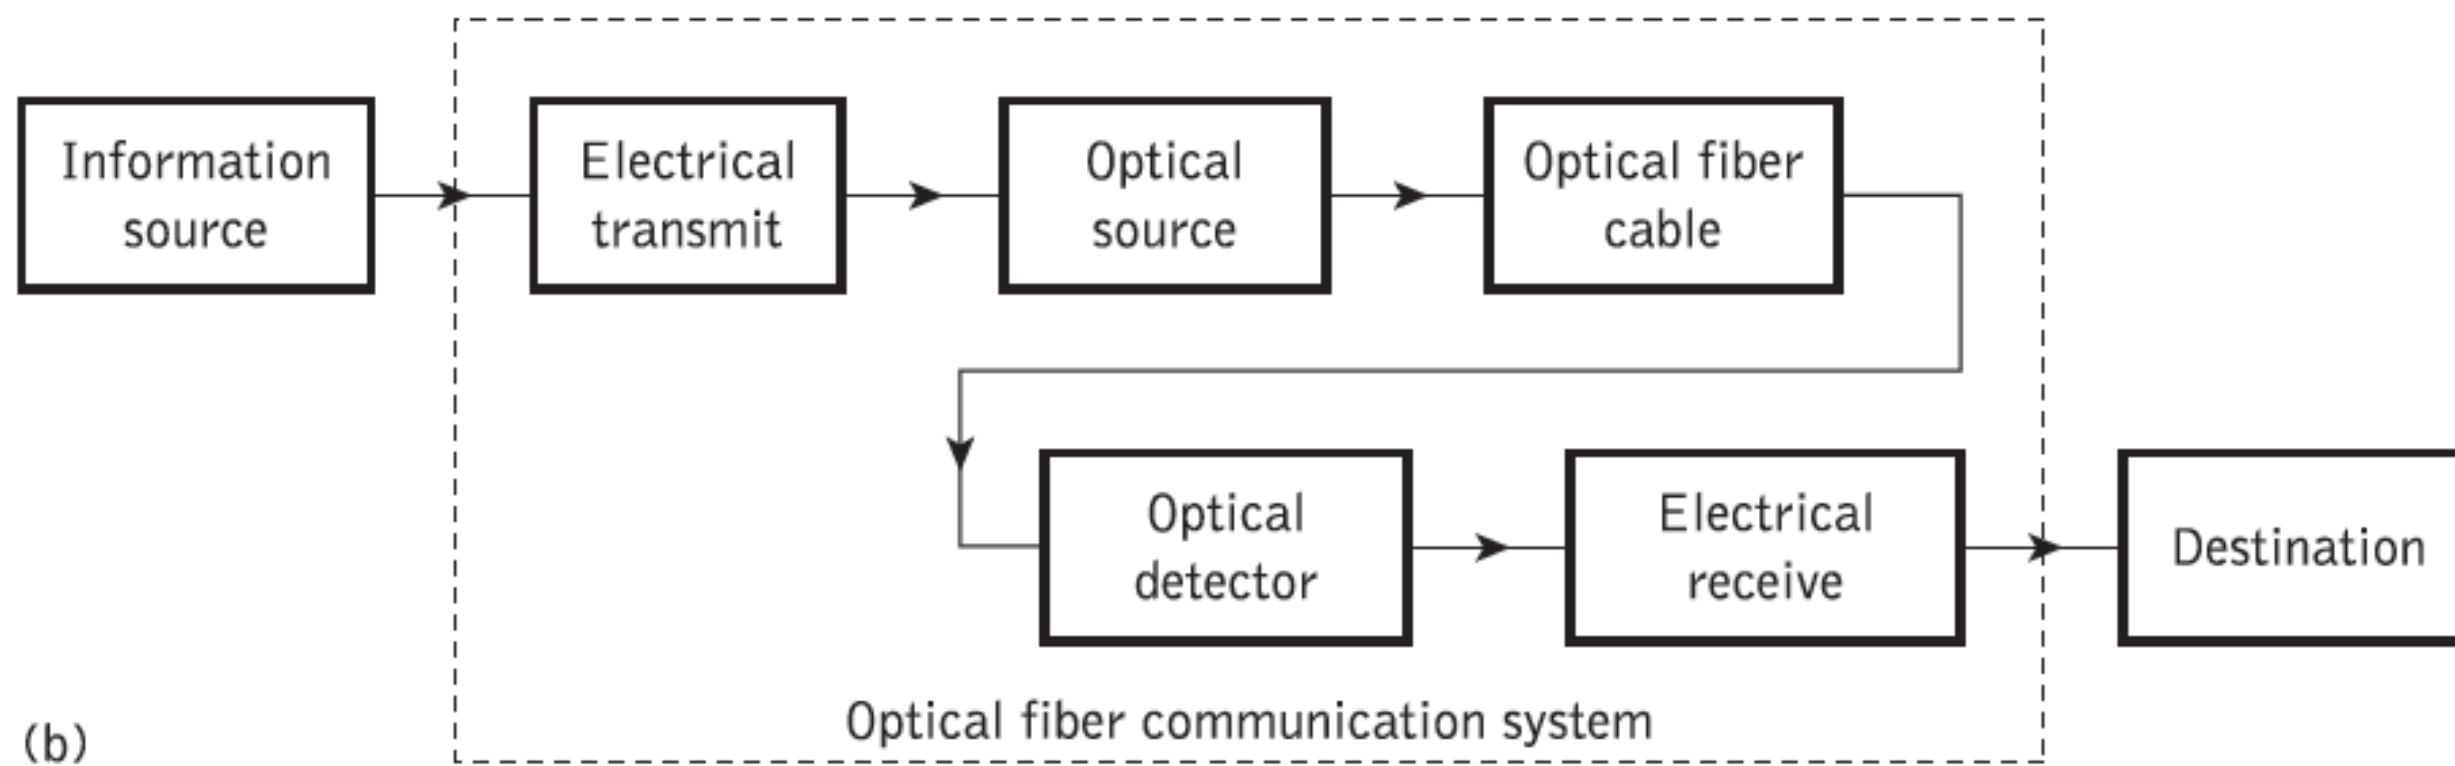 Information
source
Electrical
transmit
Optical
source
Optical fiber
cable
Optical
detector
Electrical
receive
Destination
Optical fiber communication system
(b)